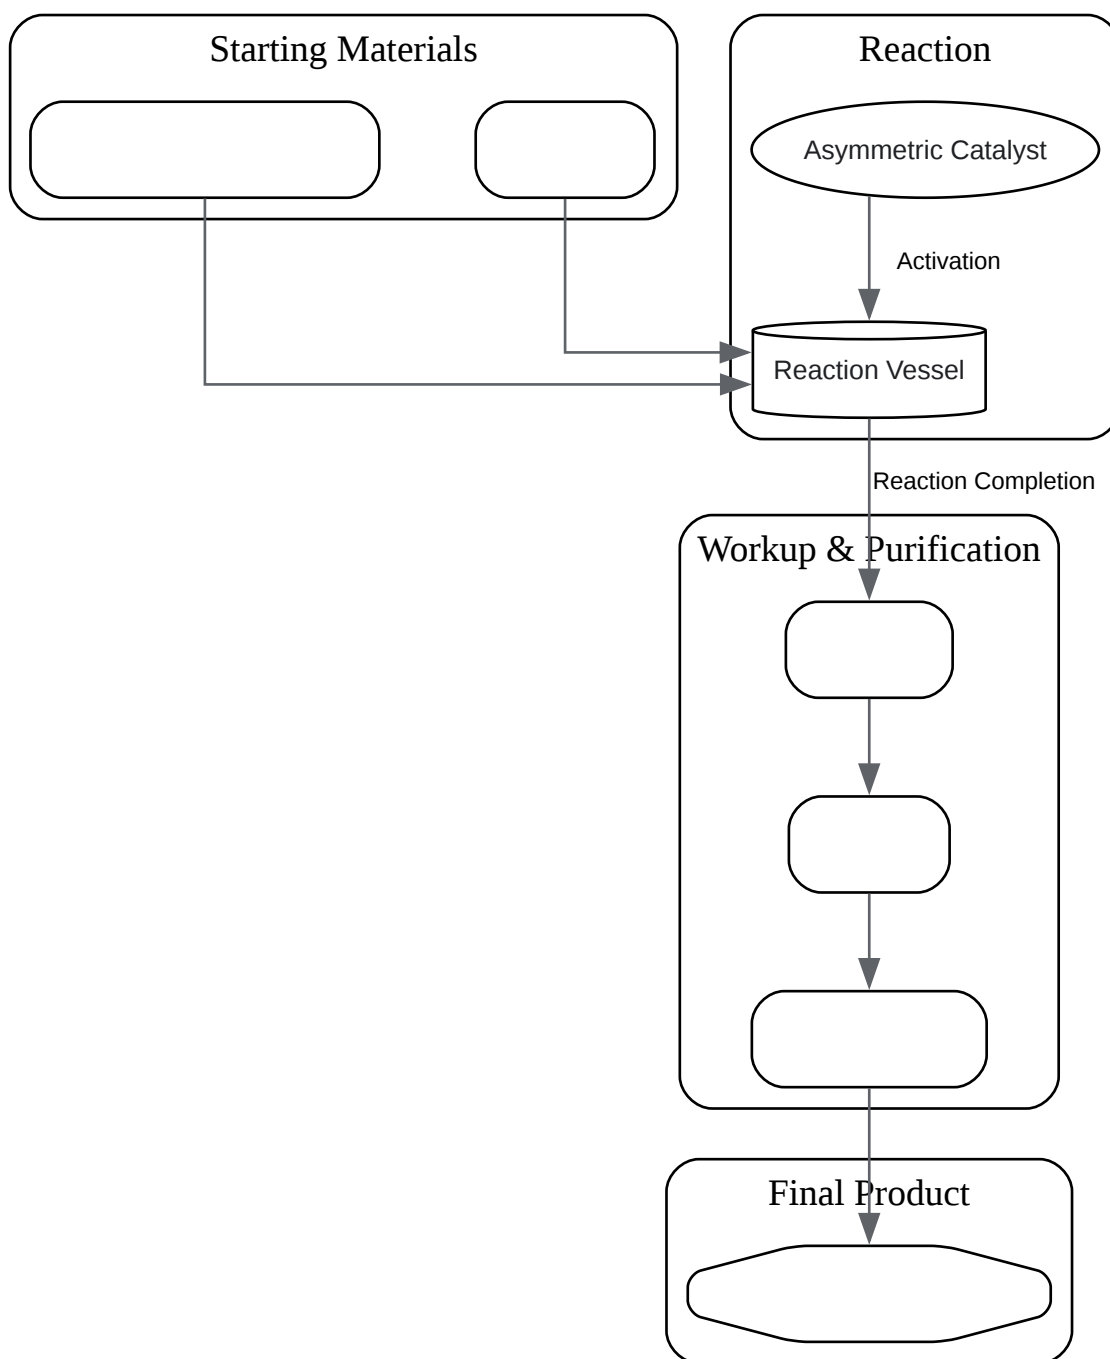 Starting Materials
Reaction
Asymmetric Catalyst
Activation
Reaction Vessel
Reaction Completion
Workup & Purification
Final Product